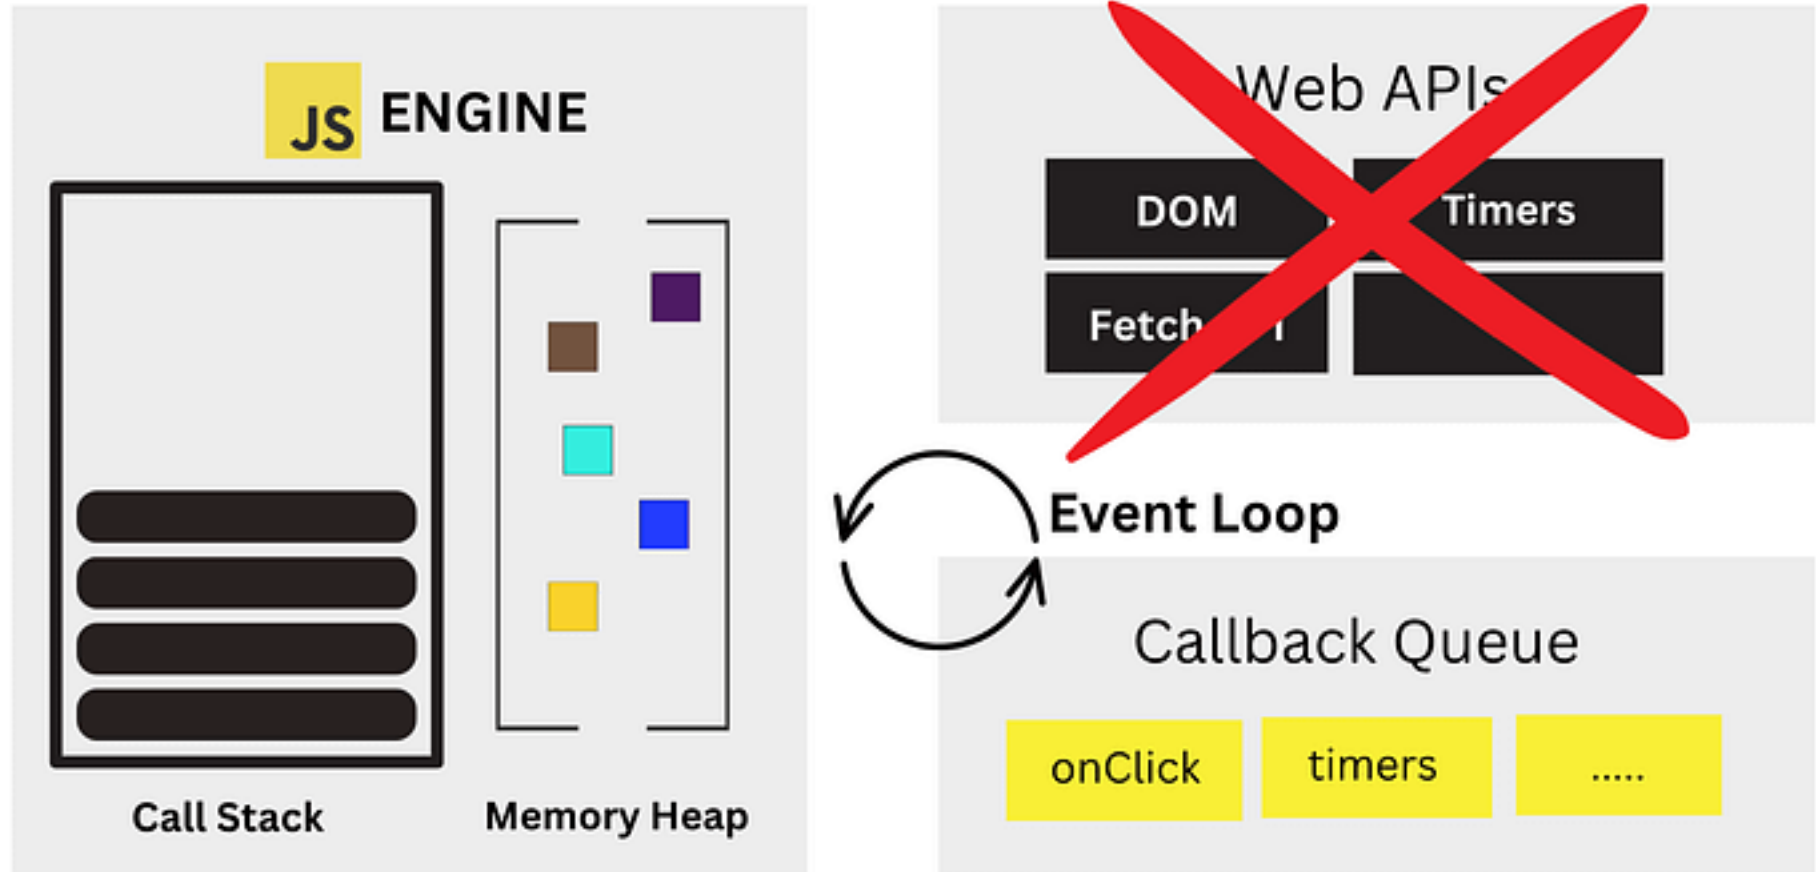 JS ENGINE
Call Stack
Memory Heap
Web APIs
DOM
Timers
Fetch
Event Loop
Callback Queue
onClick
timers
.....